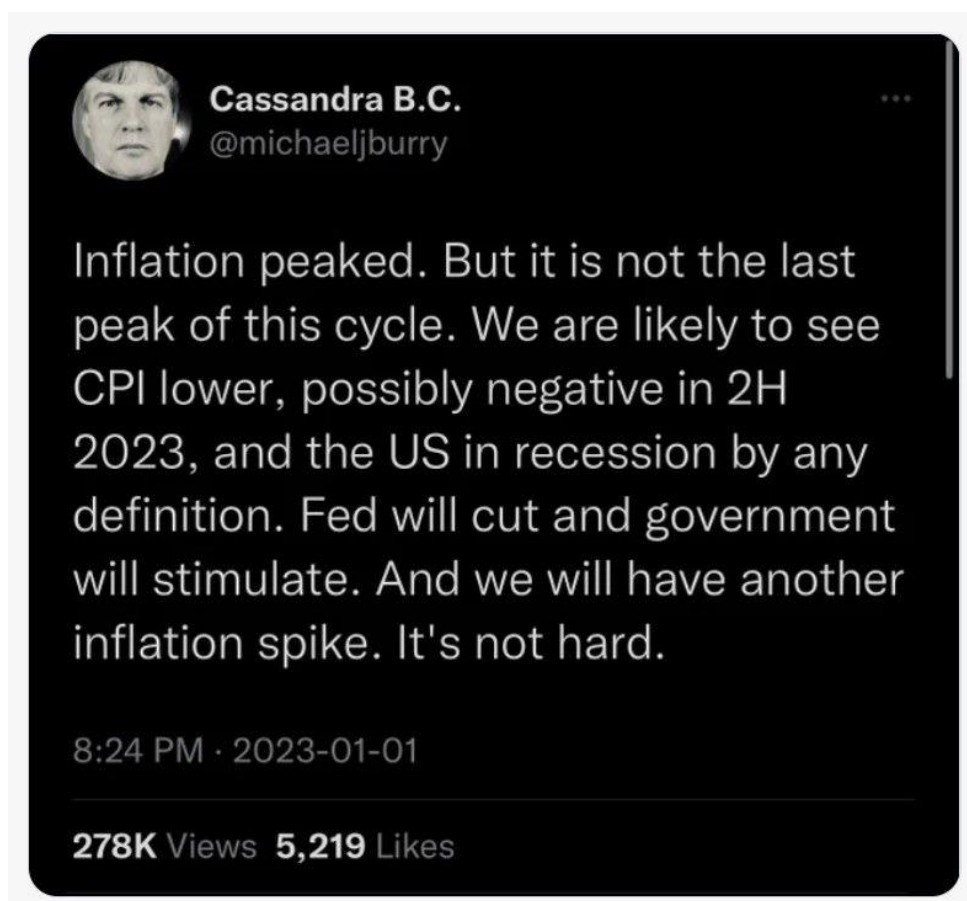 Cassandra B.C.
@michaeljburry
Inflation peaked. But it is not the last
peak of this cycle. We are likely to see
CPI lower, possibly negative in 2H
2023, and the US in recession by any
definition. Fed will cut and government
will stimulate. And we will have another
inflation spike. It's not hard.
8:24 PM · 2023-01-01
278K Views 5,219 Likes